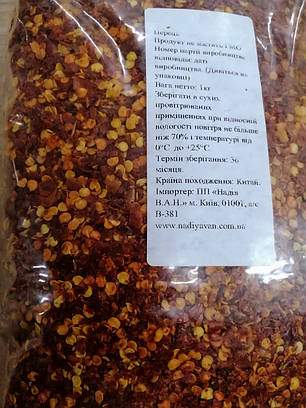 Перець.
Продукт не містить ГМО
Номер партії виробництва
відповідає даті
виробництва. (Дивіться на
упаковці)
Вага нетто: 1кг
Зберігати в сухих,
провітрюваних
приміщеннях при відносній
вологості повітря не більше
ніж 70% і температурі від
0°С до +25°С.
Термін зберігання: 36
місяця.
Країна походження: Китай.
Імпортер: ПП «Надія
В.А.Н.» м. Київ, 01001, а/с
В-381
www.nadiyavan.com.ua